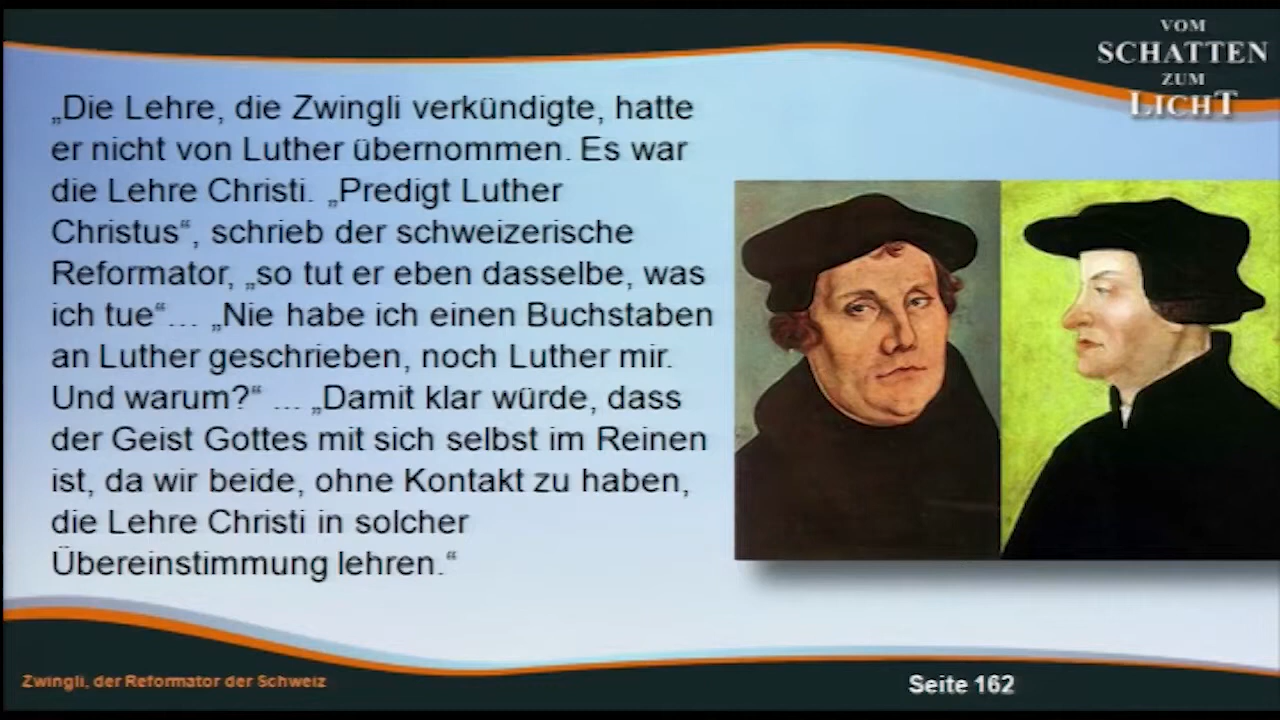 VOM
SCHATTEN
ZUM
LICHT
„Die Lehre, die Zwingli verkündigte, hatte
er nicht von Luther übernommen. Es war
die Lehre Christi. „Predigt Luther
Christus“, schrieb der schweizerische
Reformator, „so tut er eben dasselbe, was
ich tue“... „Nie habe ich einen Buchstaben
an Luther geschrieben, noch Luther mir.
Und warum?“ ... „Damit klar würde, dass
der Geist Gottes mit sich selbst im Reinen
ist, da wir beide, ohne Kontakt zu haben,
die Lehre Christi in solcher
Übereinstimmung lehren.“
Zwingli, der Reformator der Schweiz
Seite 162